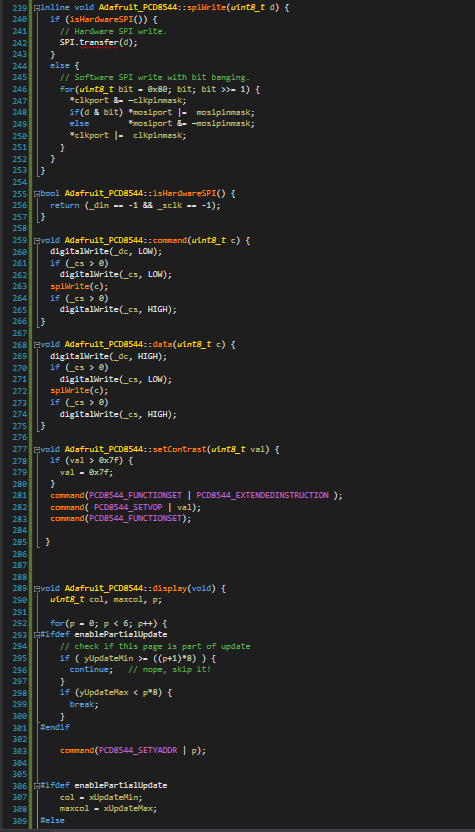 239 inline void Adafruit_PCD8544::spiWrite(uint8_t d) {
240 if (isHardwareSPI()) {
241 // Hardware SPI write.
242 SPI.transfer(d);
243 }
244 else {
245 // Software SPI write with bit banging.
246 for(uint8_t bit = 0x80; bit; bit >>= 1) {
247 *clkport &= ~clkpinmask;
248 if(d & bit) *mosiport |= mosipinmask;
249 else *mosiport &= ~mosipinmask;
250 *clkport |= clkpinmask;
251 }
252 }
253 }
254
255 bool Adafruit_PCD8544::isHardwareSPI() {
256 return (_din == -1 && _sclk == -1);
257 }
258
259 void Adafruit_PCD8544::command(uint8_t c) {
260 digitalWrite(_dc, LOW);
261 if (_cs > 0)
262 digitalWrite(_cs, LOW);
263 spiWrite(c);
264 if (_cs > 0)
265 digitalWrite(_cs, HIGH);
266 }
267
268 void Adafruit_PCD8544::data(uint8_t c) {
269 digitalWrite(_dc, HIGH);
270 if (_cs > 0)
271 digitalWrite(_cs, LOW);
272 spiWrite(c);
273 if (_cs > 0)
274 digitalWrite(_cs, HIGH);
275 }
276
277 void Adafruit_PCD8544::setContrast(uint8_t val) {
278 if (val > 0x7f) {
279 val = 0x7f;
280 }
281 command(PCD8544_FUNCTIONSET | PCD8544_EXTENDEDINSTRUCTION );
282 command( PCD8544_SETVOP | val);
283 command(PCD8544_FUNCTIONSET);
284
285 }
286
287
288
289 void Adafruit_PCD8544::display(void) {
290 uint8_t col, maxcol, p;
291
292 for(p = 0; p < 6; p++) {
293 #ifdef enablePartialUpdate
294 // check if this page is part of update
295 if ( yUpdateMin >= ((p+1)*8) ) {
296 continue; // nope, skip it!
297 }
298 if (yUpdateMax < p*8) {
299 break;
300 }
301 #endif
302
303 command(PCD8544_SETYADDR | p);
304
305
306 #ifdef enablePartialUpdate
307 col = xUpdateMin;
308 maxcol = xUpdateMax;
309 #else